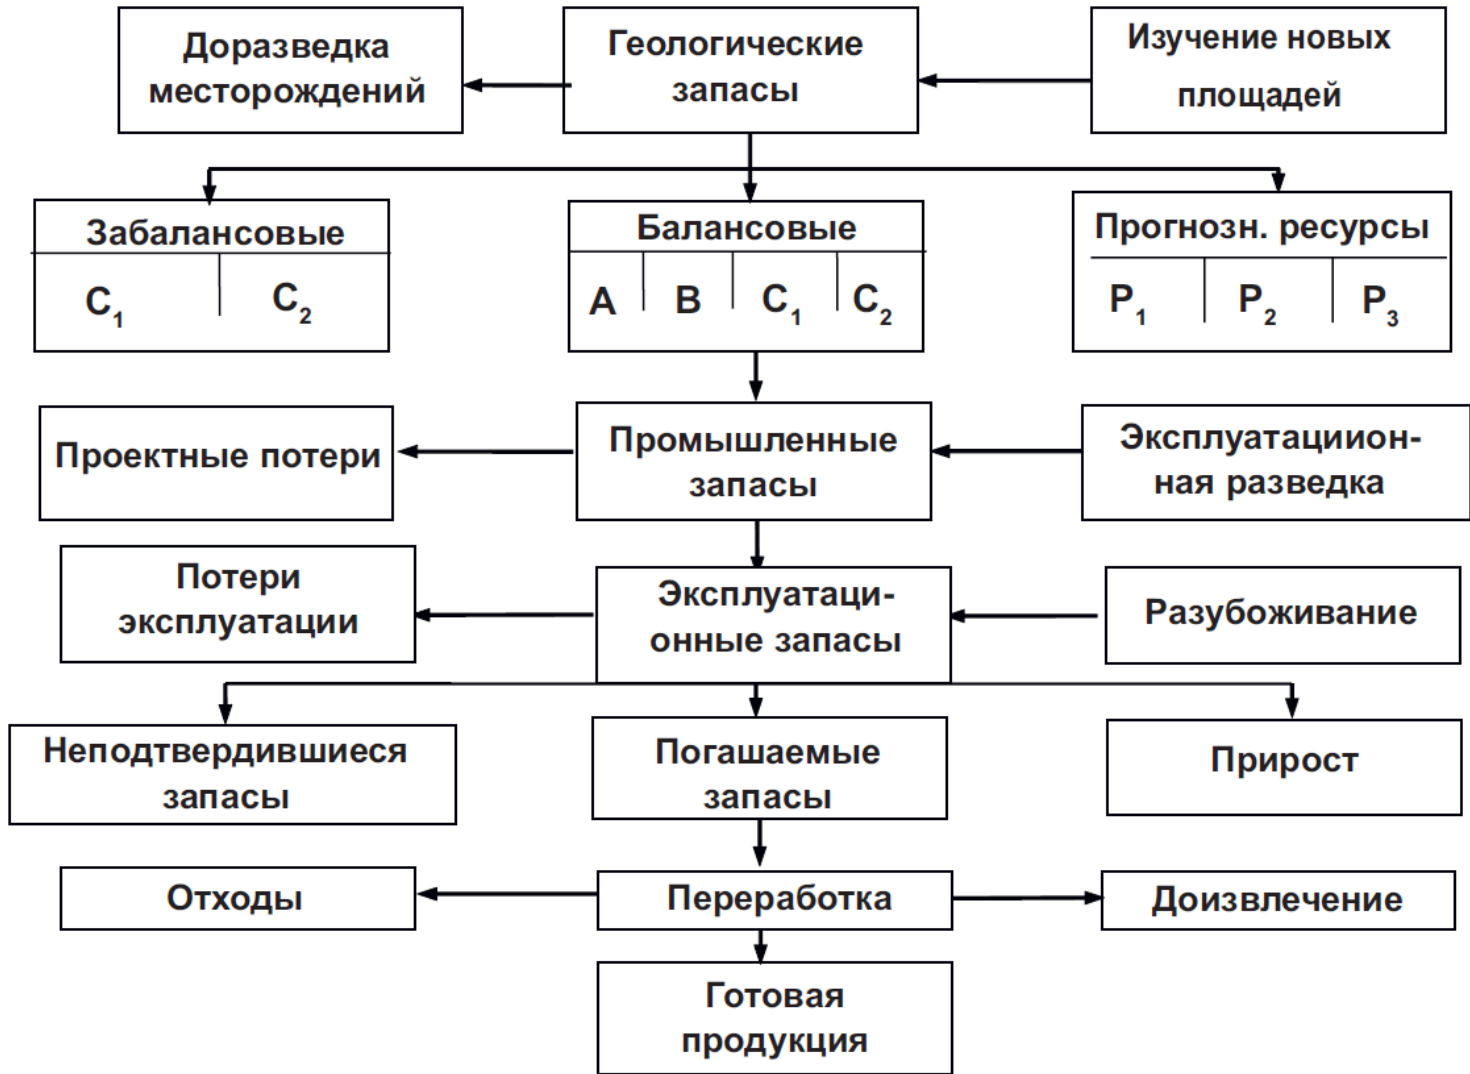 Доразведка
месторождений
Геологические
запасы
Изучение новых
площадей
Забалансовые
C₁ C₂
Балансовые
A B C₁ C₂
Прогнозн. ресурсы
P₁ P₂ P₃
Проектные потери
Промышленные
запасы
Эксплуатациион-
ная разведка
Потери
эксплуатации
Эксплуатаци-
онные запасы
Разубоживание
Неподтвердившиеся
запасы
Погашаемые
запасы
Прирост
Отходы
Переработка
Доизвлечение
Готовая
продукция